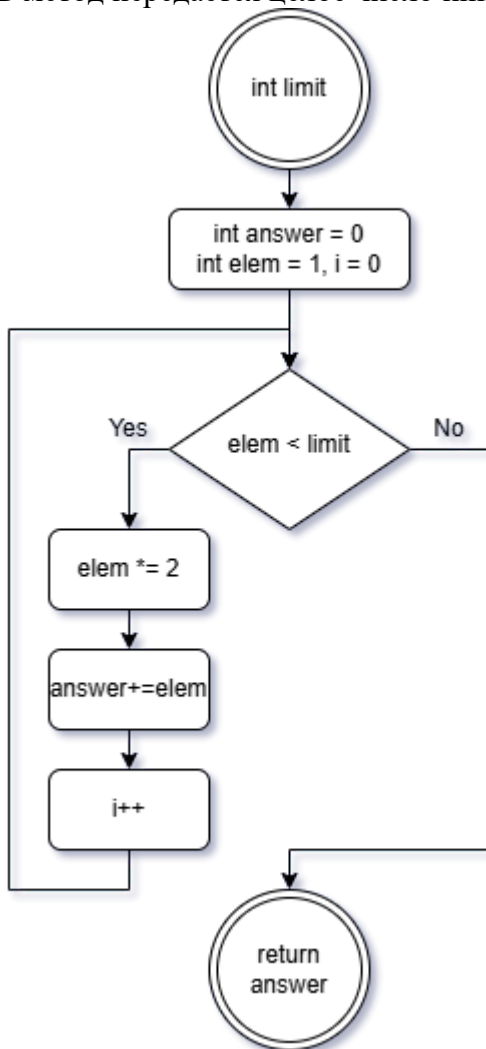 int limit
int answer = 0
int elem = 1, i = 0
elem < limit
Yes
No
elem *= 2
answer+=elem
i++
return
answer